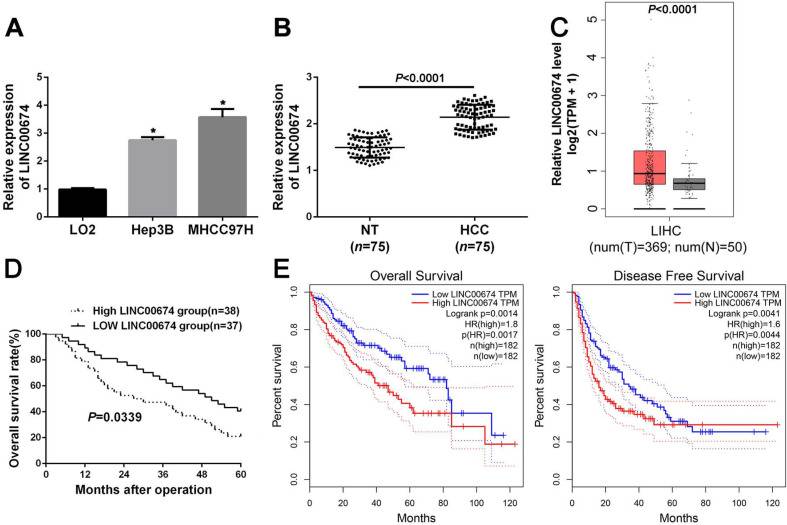 A
Relative expression
of LINC00674
5
4
3
2
1
0
*
*
LO2
Hep3B
MHCC97H
B
Relative expression
of LINC00674
3
2
1
0
P<0.0001
NT
(n=75)
HCC
(n=75)
C
Relative LINC00674 level
log2(TPM + 1)
P<0.0001
5
4
3
2
1
0
LIHC
(num(T)=369; num(N)=50)
D
Overall survival rate(%)
High LINC00674 group(n=38)
LOW LINC00674 group(n=37)
100
80
60
40
20
0
P=0.0339
0 12 24 36 48 60
Months after operation
E
Overall Survival
Percent survival
1.0
0.8
0.6
0.4
0.2
0.0
Low LINC00674 TPM
High LINC00674 TPM
Logrank p=0.0014
HR(high)=1.8
p(HR)=0.0017
n(high)=182
n(low)=182
0 20 40 60 80 100 120
Months
Disease Free Survival
Percent survival
1.0
0.8
0.6
0.4
0.2
0.0
Low LINC00674 TPM
High LINC00674 TPM
Logrank p=0.0041
HR(high)=1.6
p(HR)=0.0044
n(high)=182
n(low)=182
0 20 40 60 80 100 120
Months